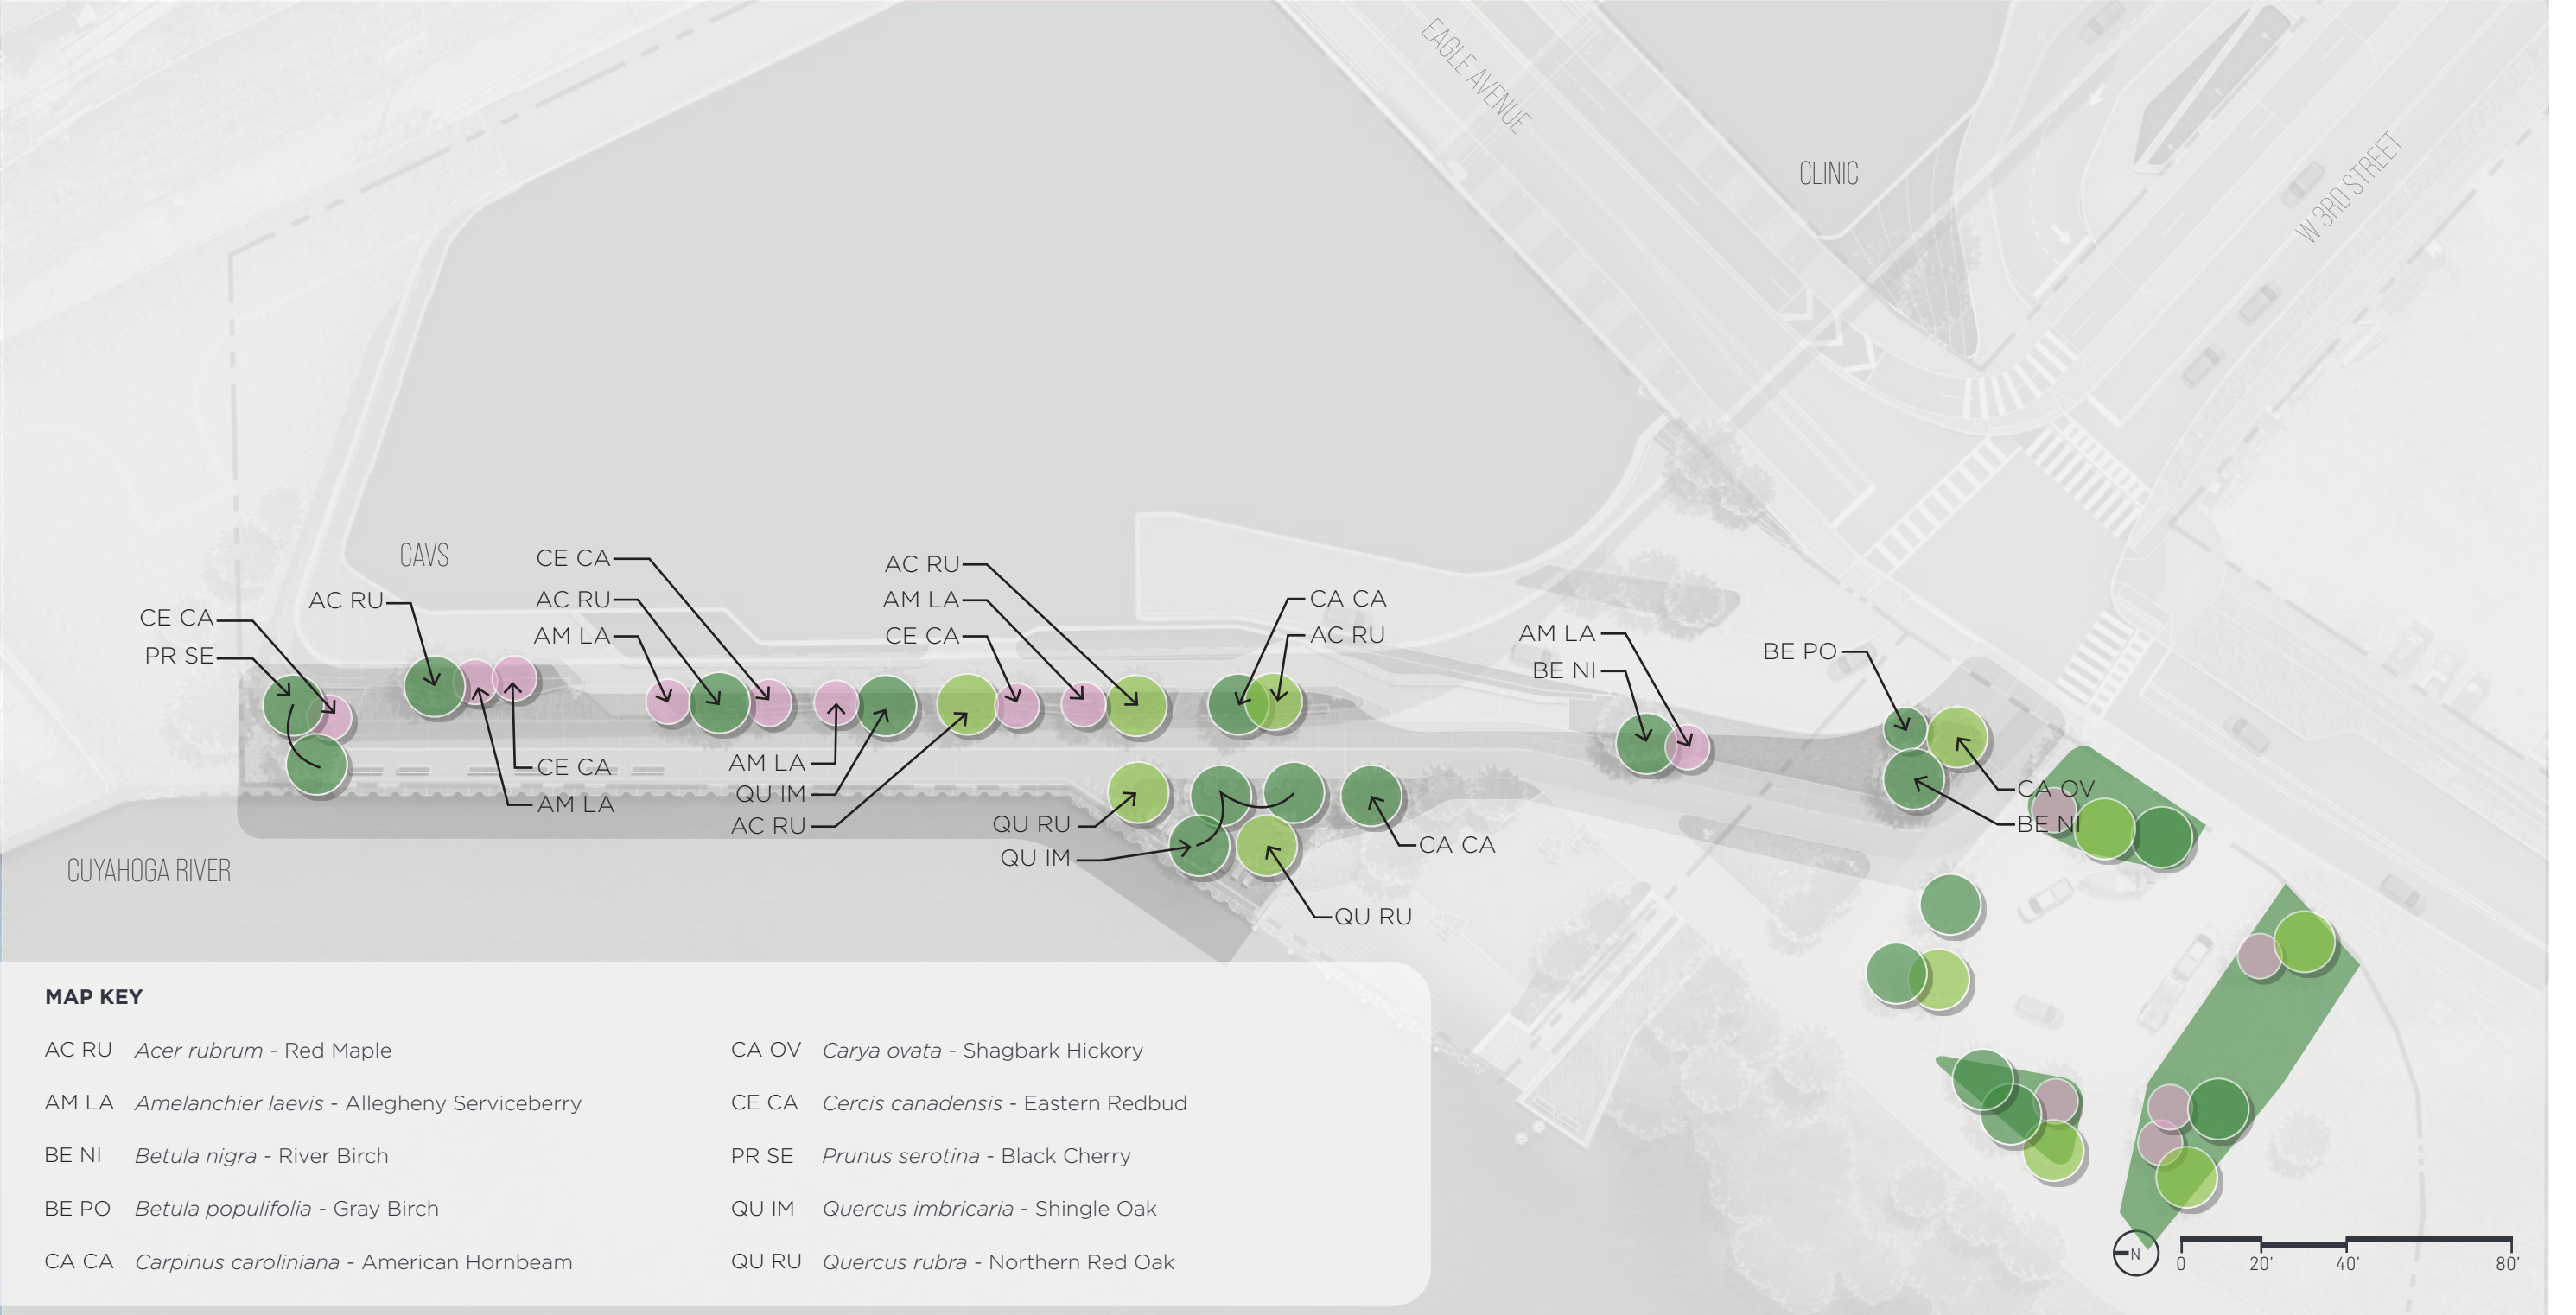 EAGLE AVENUE
CLINIC
W 3RD STREET
CAVS
CE CA
AC RU
CE CA
PR SE
AC RU
AM LA
AC RU
AM LA
CE CA
CA CA
AC RU
AM LA
BE NI
BE PO
CE CA
AM LA
AM LA
QU IM
AC RU
QU RU
QU IM
CA CA
QU RU
CA OV
BE NI
CUYAHOGA RIVER
MAP KEY
AC RU Acer rubrum - Red Maple
AM LA Amelanchier laevis - Allegheny Serviceberry
BE NI Betula nigra - River Birch
BE PO Betula populifolia - Gray Birch
CA CA Carpinus caroliniana - American Hornbeam
CA OV Carya ovata - Shagbark Hickory
CE CA Cercis canadensis - Eastern Redbud
PR SE Prunus serotina - Black Cherry
QU IM Quercus imbricaria - Shingle Oak
QU RU Quercus rubra - Northern Red Oak
N
0 20' 40' 80'